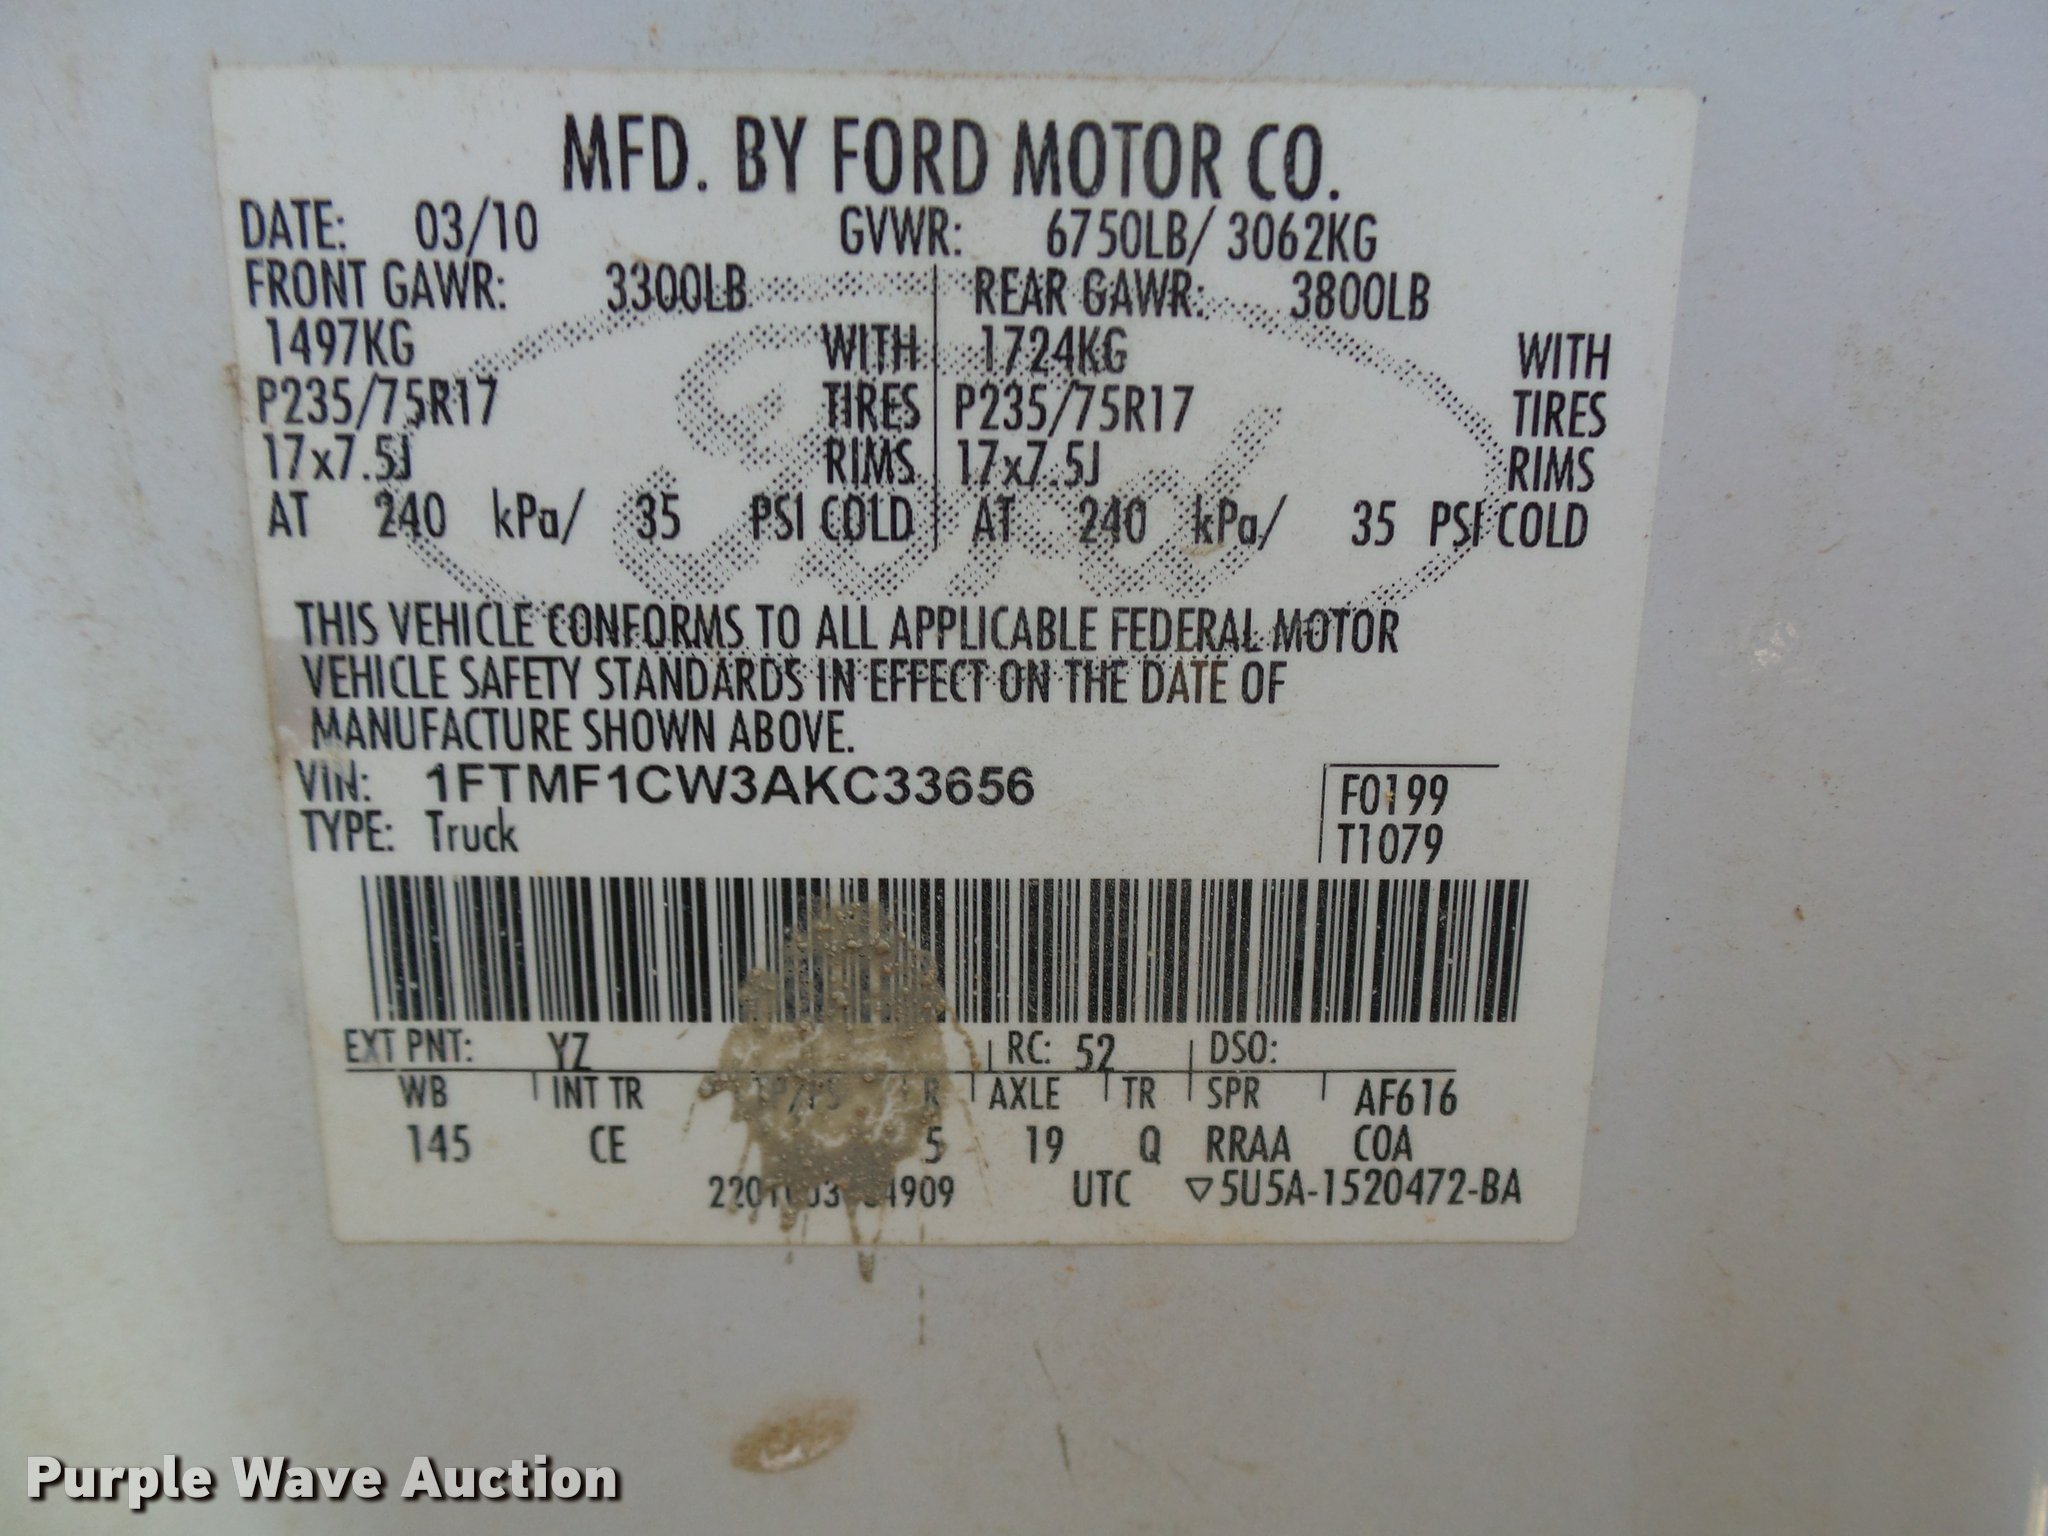 MFD. BY FORD MOTOR CO.
DATE: 03/10 GVWR: 6750LB/ 3062KG
FRONT GAWR: 3300LB REAR GAWR: 3800LB
1497KG WITH 1724KG WITH
P235/75R17 TIRES P235/75R17 TIRES
17x7.5J RIMS 17x7.5J RIMS
AT 240 kPa/ 35 PSI COLD AT 240 kPa/ 35 PSI COLD
Ford
THIS VEHICLE CONFORMS TO ALL APPLICABLE FEDERAL MOTOR
VEHICLE SAFETY STANDARDS IN EFFECT ON THE DATE OF
MANUFACTURE SHOWN ABOVE.
VIN: 1FTMF1CW3AKC33656 F0199
TYPE: Truck T1079
EXT PNT: YZ RC: 52 DSO:
WB INT TR TP/PS R AXLE TR SPR AF616
145 CE 5 19 Q RRAA COA
UTC ▽5U5A-1520472-BA
Purple Wave Auction